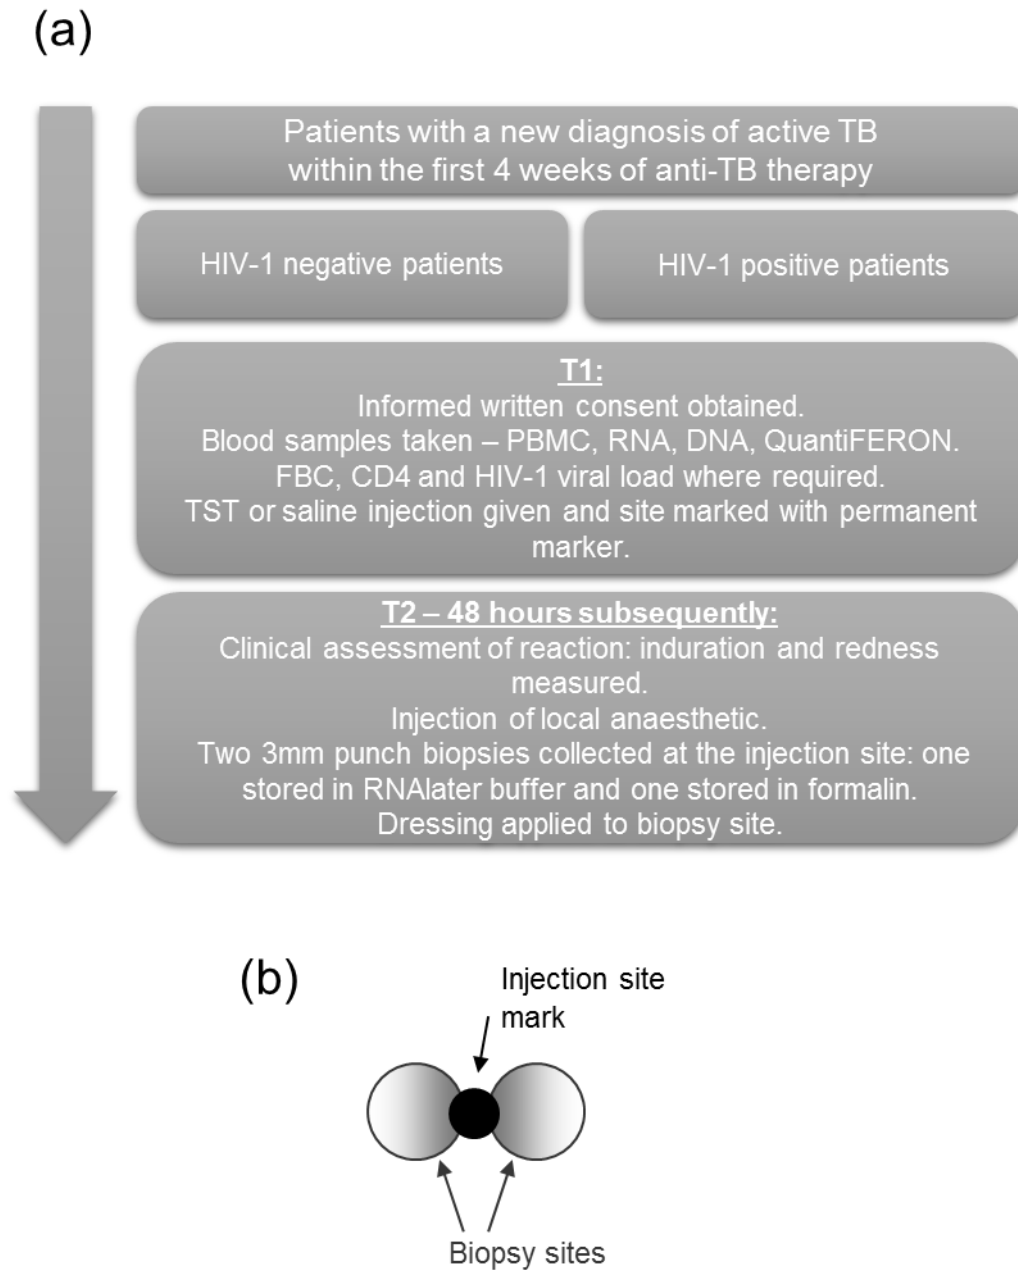 (a)
Patients with a new diagnosis of active TB
within the first 4 weeks of anti-TB therapy
HIV-1 negative patients
HIV-1 positive patients
T1:
Informed written consent obtained.
Blood samples taken – PBMC, RNA, DNA, QuantiFERON.
FBC, CD4 and HIV-1 viral load where required.
TST or saline injection given and site marked with permanent
marker.
T2 – 48 hours subsequently:
Clinical assessment of reaction: induration and redness
measured.
Injection of local anaesthetic.
Two 3mm punch biopsies collected at the injection site: one
stored in RNAlater buffer and one stored in formalin.
Dressing applied to biopsy site.
(b)
Injection site
mark
Biopsy sites